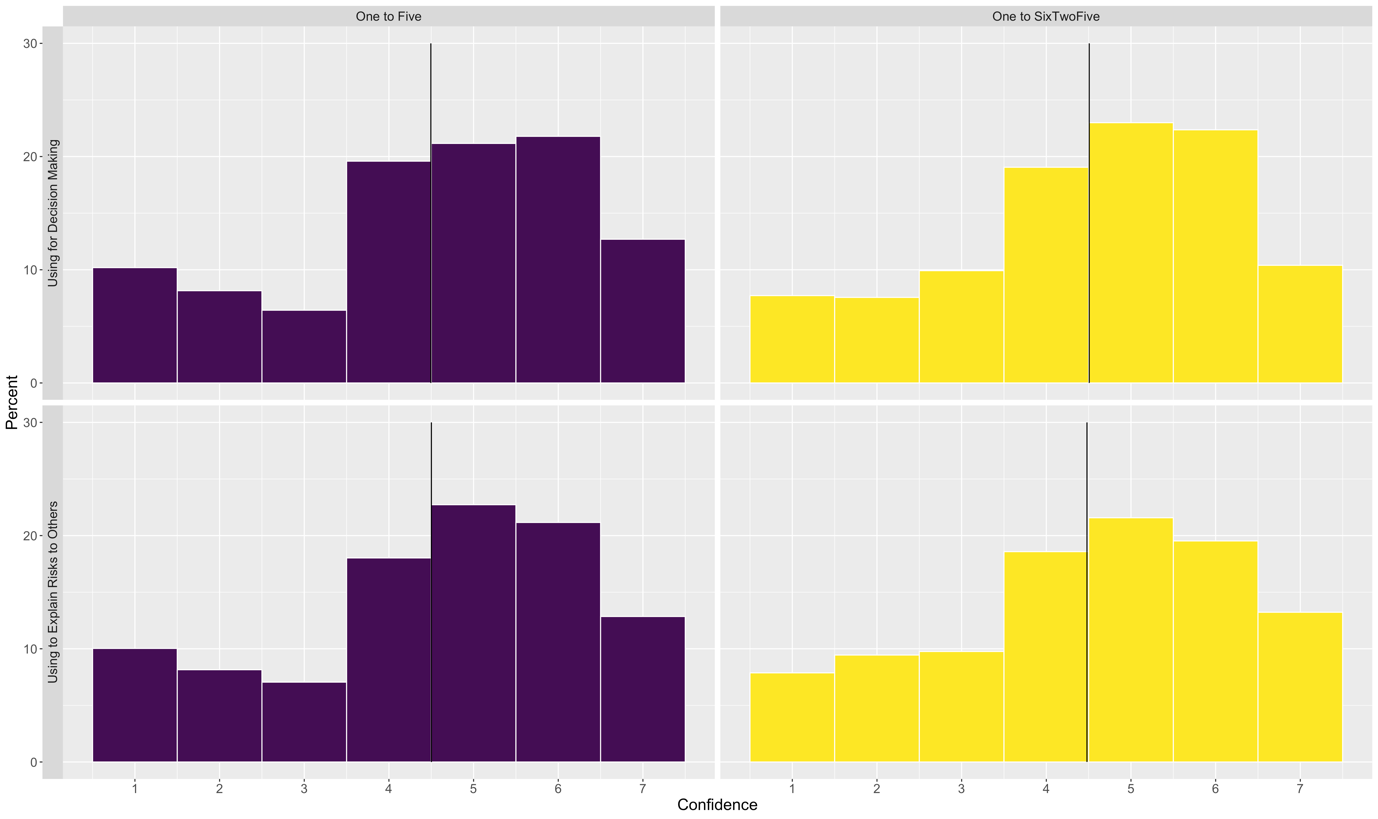 One to Five
One to SixTwoFive
Using for Decision Making
30
20
10
0
Using to Explain Risks to Others
30
20
10
0
Percent
1 2 3 4 5 6 7
1 2 3 4 5 6 7
Confidence